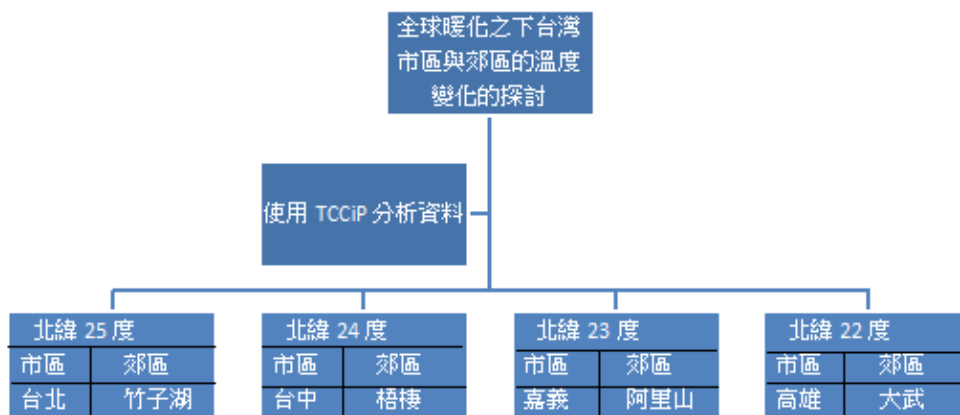 全球暖化之下台灣
市區與郊區的溫度
變化的探討
使用 TCCiP 分析資料
北緯 25 度
市區 郊區
台北 竹子湖
北緯 24 度
市區 郊區
台中 梧棲
北緯 23 度
市區 郊區
嘉義 阿里山
北緯 22 度
市區 郊區
高雄 大武